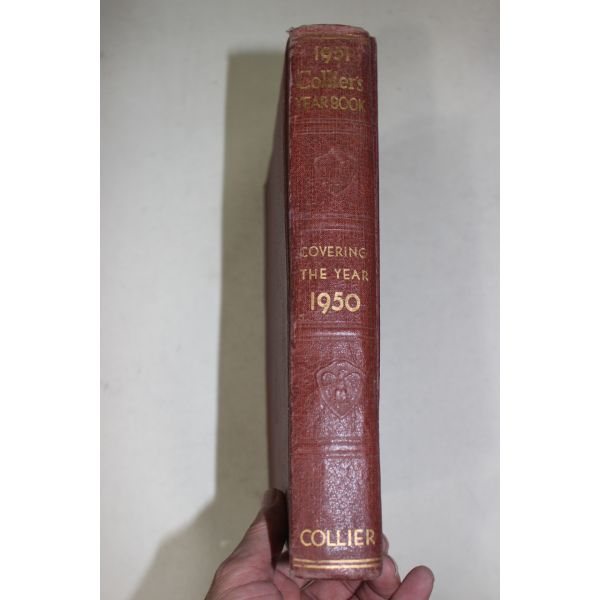 1951
Collier's
YEAR BOOK
COVERING
THE YEAR
1950
COLLIER